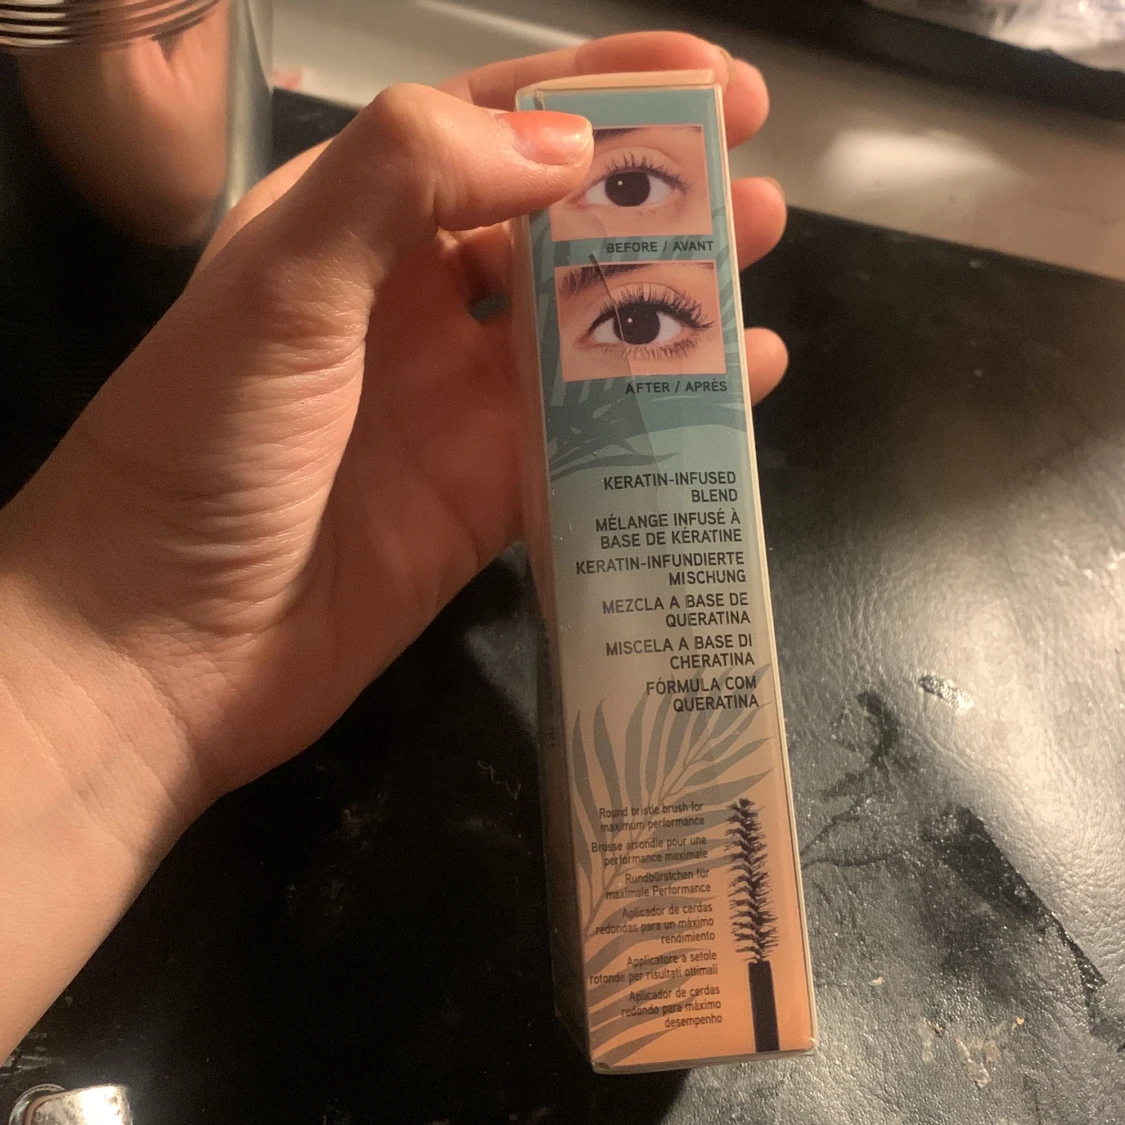 BEFORE / AVANT
AFTER / APRÈS
KERATIN-INFUSED
BLEND
MÉLANGE INFUSÉ À
BASE DE KÉRATINE
KERATIN-INFUNDIERTE
MISCHUNG
MEZCLA A BASE DE
QUERATINA
MISCELA A BASE DI
CHERATINA
FÓRMULA COM
QUERATINA
Round bristle brush for
maximum performance
Brosse arrondie pour une
performance maximale
Rundbürstchen für
maximale Performance
Aplicador de cerdas
redondas para un máximo
rendimiento
Applicatore a setole
rotondo per risultati ottimali
Aplicador de cerdas
redondo para máximo
desempenho